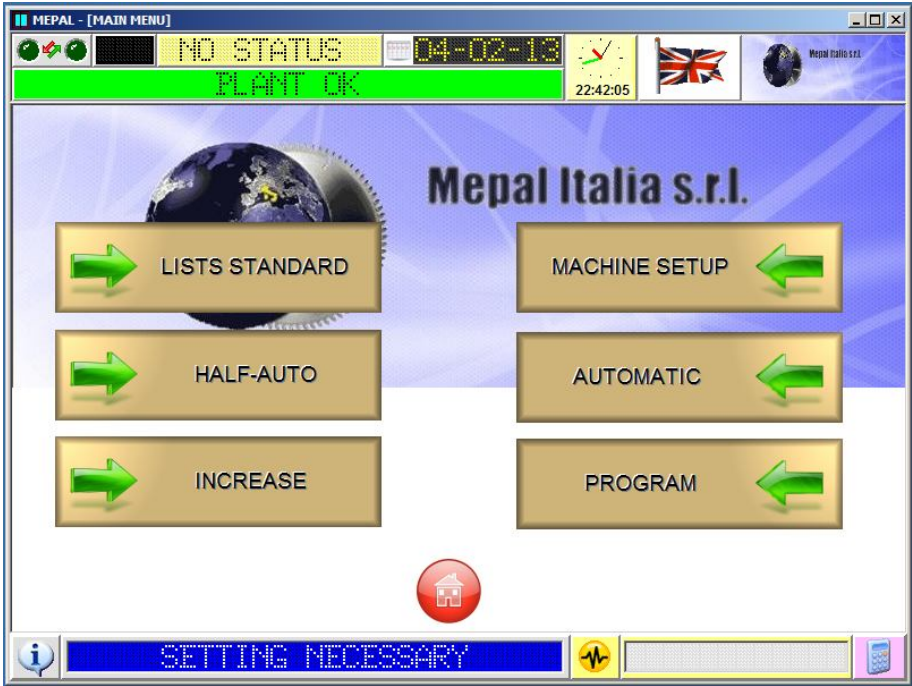 MEPAL - [MAIN MENU]
NO STATUS
04-02-13
PLANT OK
22:42:05
Mepal Italia s.r.l.
Mepal Italia s.r.l.
LISTS STANDARD
MACHINE SETUP
HALF-AUTO
AUTOMATIC
INCREASE
PROGRAM
SETTING NECESSARY